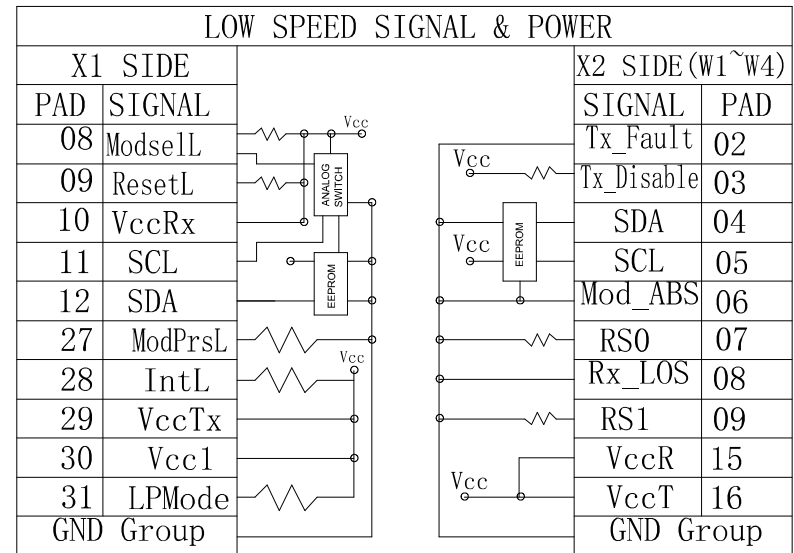 LOW SPEED SIGNAL & POWER
X1 SIDE
X2 SIDE(W1~W4)
PAD SIGNAL
SIGNAL PAD
08 ModselL
09 ResetL
10 VccRx
11 SCL
12 SDA
27 ModPrsL
28 IntL
29 VccTx
30 Vcc1
31 LPMode
GND Group
Vcc
ANALOG
SWITCH
EEPROM
Vcc
Vcc
Vcc
EEPROM
Vcc
Tx_Fault 02
Tx_Disable 03
SDA 04
SCL 05
Mod_ABS 06
RS0 07
Rx_LOS 08
RS1 09
VccR 15
VccT 16
GND Group